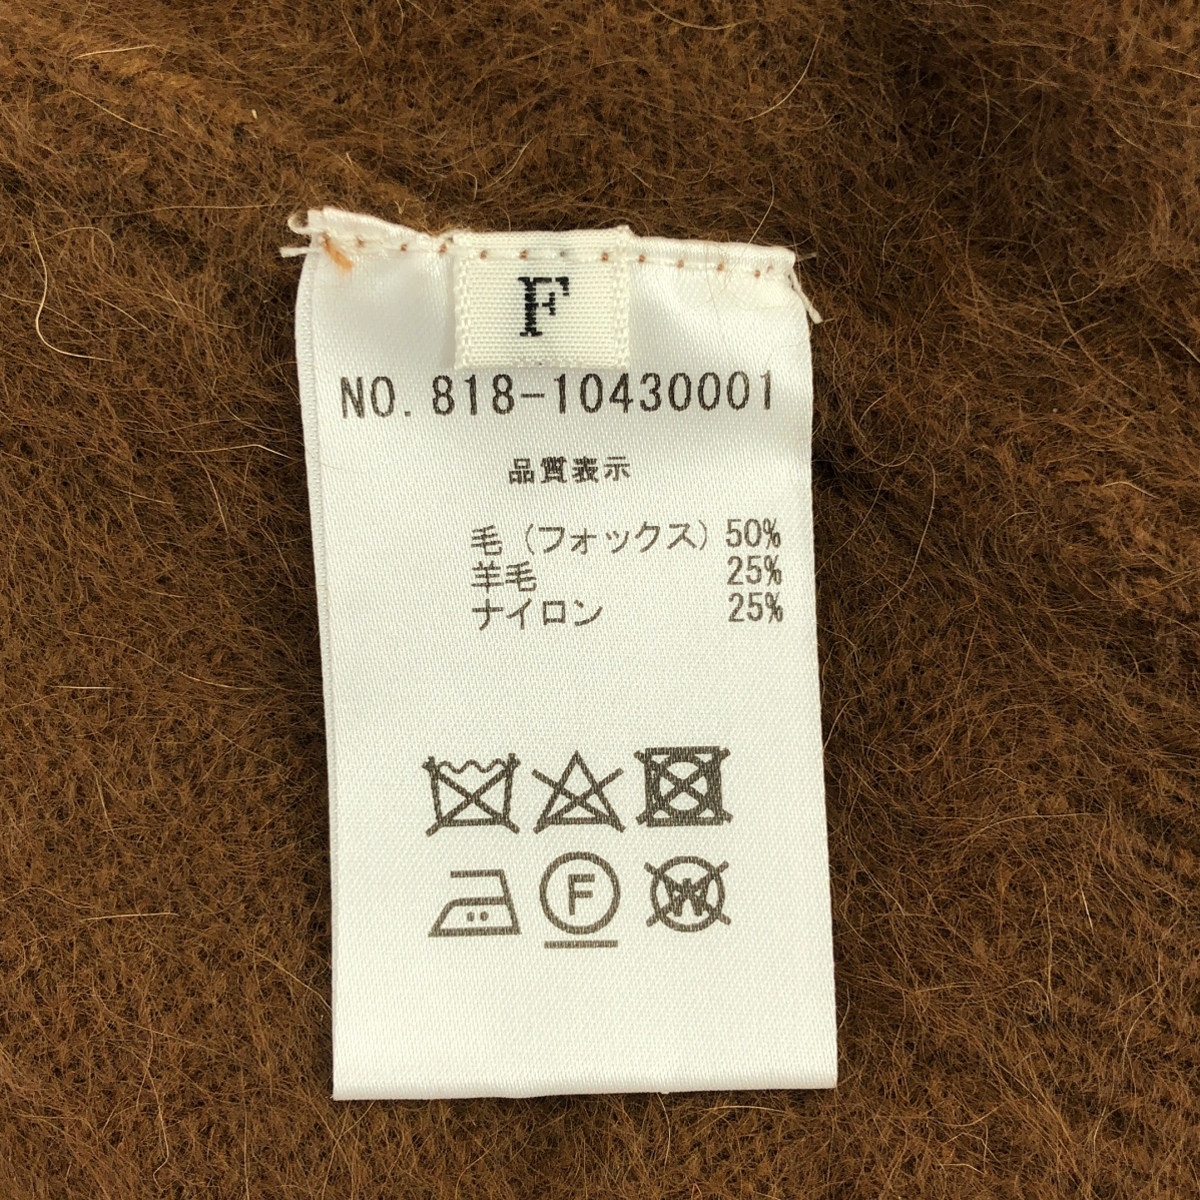 F
NO. 818-10430001
品質表示
毛 (フォックス) 50%
羊毛 25%
ナイロン 25%
F
W